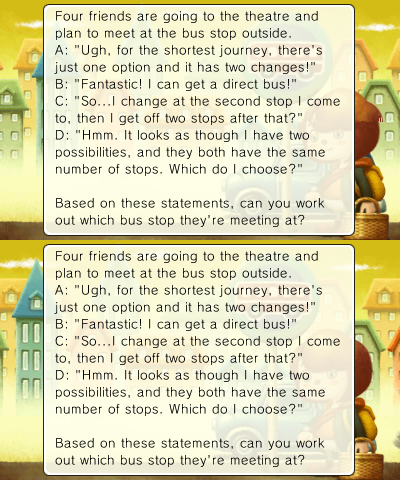 Four friends are going to the theatre and
plan to meet at the bus stop outside.
A: "Ugh, for the shortest journey, there's
just one option and it has two changes!"
B: "Fantastic! I can get a direct bus!"
C: "So...I change at the second stop I come
to, then I get off two stops after that?"
D: "Hmm. It looks as though I have two
possibilities, and they both have the same
number of stops. Which do I choose?"
Based on these statements, can you work
out which bus stop they're meeting at?
Four friends are going to the theatre and
plan to meet at the bus stop outside.
A: "Ugh, for the shortest journey, there's
just one option and it has two changes!"
B: "Fantastic! I can get a direct bus!"
C: "So...I change at the second stop I come
to, then I get off two stops after that?"
D: "Hmm. It looks as though I have two
possibilities, and they both have the same
number of stops. Which do I choose?"
Based on these statements, can you work
out which bus stop they're meeting at?